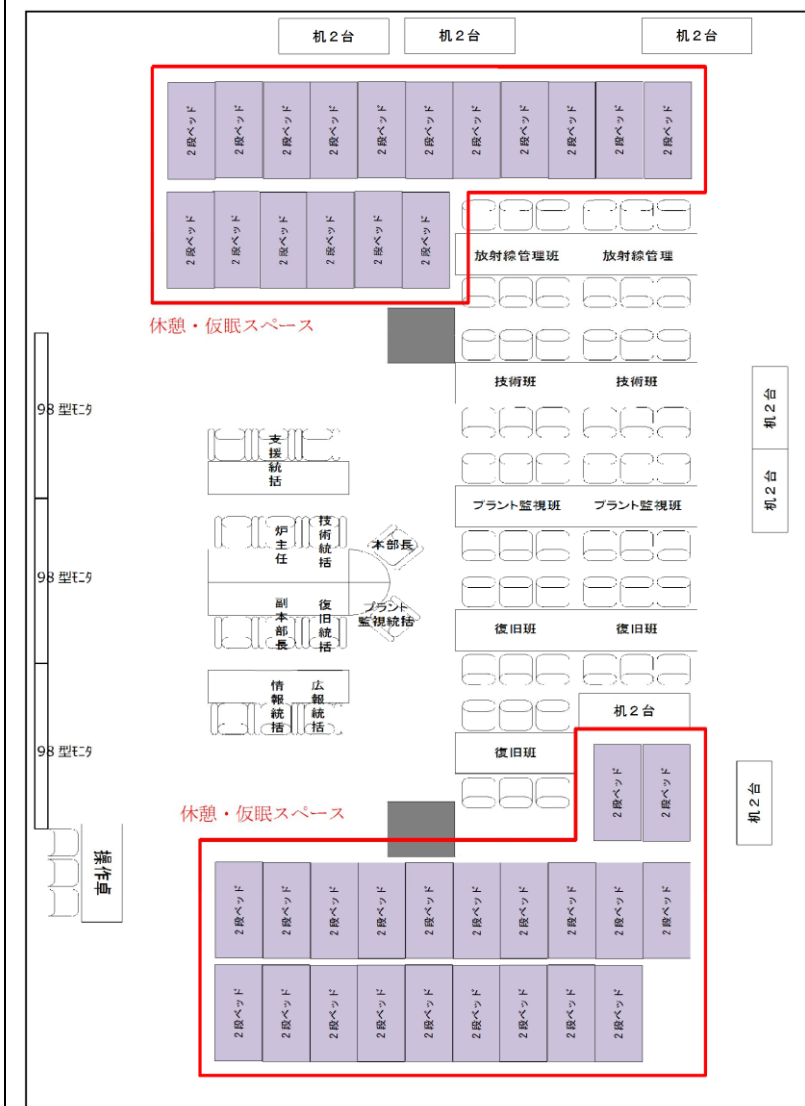 机2台 机2台 机2台
2段ベッド 2段ベッド 2段ベッド 2段ベッド 2段ベッド 2段ベッド 2段ベッド 2段ベッド 2段ベッド 2段ベッド 2段ベッド
2段ベッド 2段ベッド 2段ベッド 2段ベッド 2段ベッド 2段ベッド
放射線管理班 放射線管理
休憩・仮眠スペース
技術班 技術班
98型モニタ
机2台
支援統括
机2台
プラント監視班 プラント監視班
炉主任
技術統括
本部長
98型モニタ
副本部長
復旧統括
プラント
監視統括
復旧班 復旧班
情報統括
広報統括
机2台
98型モニタ
復旧班
2段ベッド 2段ベッド
机2台
休憩・仮眠スペース
操作卓
2段ベッド 2段ベッド 2段ベッド 2段ベッド 2段ベッド 2段ベッド 2段ベッド 2段ベッド 2段ベッド 2段ベッド
2段ベッド 2段ベッド 2段ベッド 2段ベッド 2段ベッド 2段ベッド 2段ベッド 2段ベッド 2段ベッド